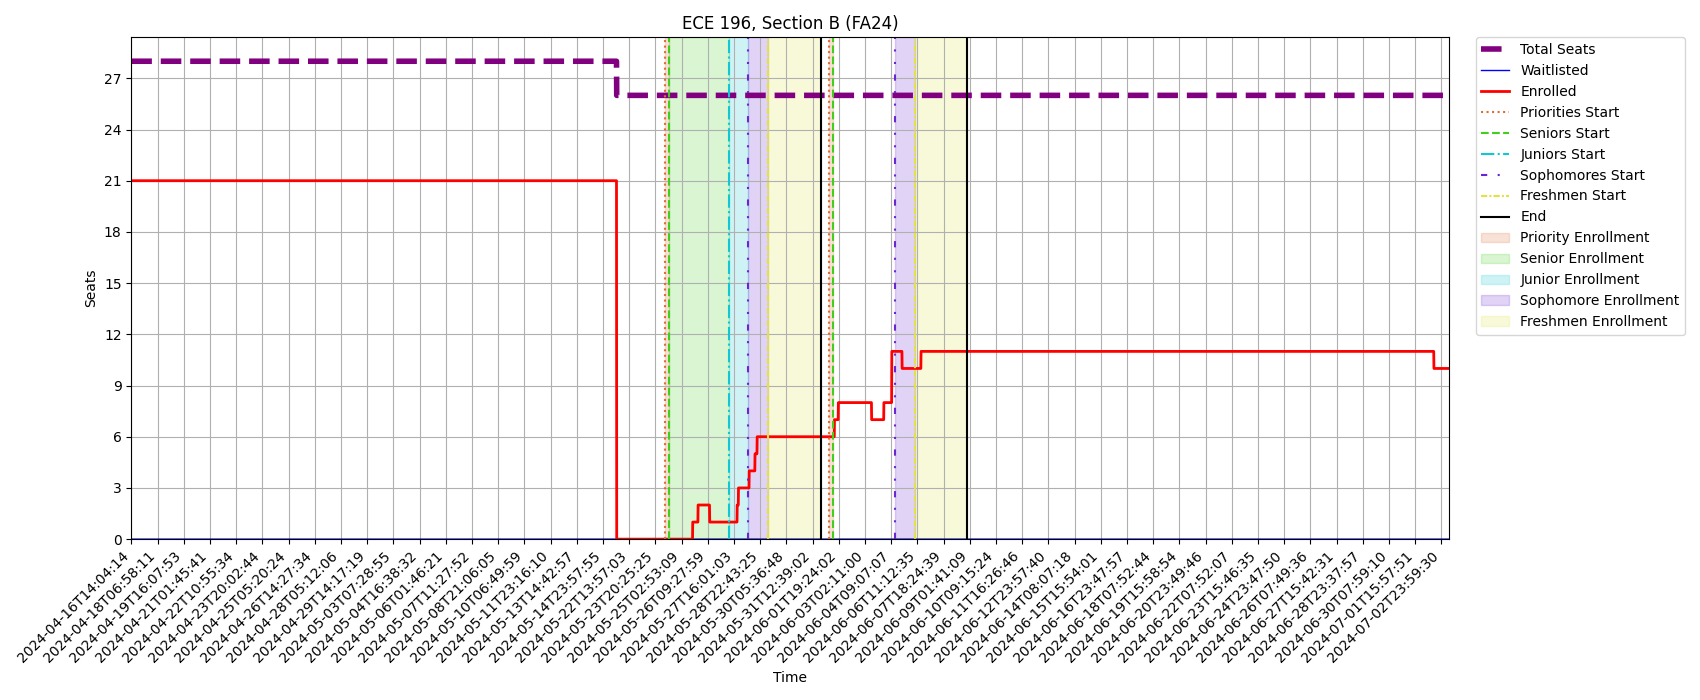 ECE 196, Section B (FA24)
Seats
27
24
21
18
15
12
9
6
3
0
2024-04-16T14:04:14
2024-04-18T06:58:11
2024-04-19T16:07:53
2024-04-21T01:45:41
2024-04-22T10:55:34
2024-04-23T20:02:44
2024-04-25T05:20:24
2024-04-26T14:27:34
2024-04-28T05:12:06
2024-04-29T14:17:19
2024-05-03T07:28:55
2024-05-04T16:38:32
2024-05-06T01:46:21
2024-05-07T11:27:52
2024-05-08T21:06:05
2024-05-10T06:49:59
2024-05-11T23:16:10
2024-05-13T14:42:57
2024-05-14T23:57:55
2024-05-22T13:57:03
2024-05-23T20:25:25
2024-05-25T02:53:09
2024-05-26T09:27:59
2024-05-27T16:01:03
2024-05-28T22:43:25
2024-05-30T05:36:48
2024-05-31T12:39:02
2024-06-01T19:24:02
2024-06-03T02:11:00
2024-06-04T09:07:07
2024-06-06T11:12:35
2024-06-07T18:24:39
2024-06-09T01:41:09
2024-06-10T09:15:24
2024-06-11T16:26:46
2024-06-12T23:57:40
2024-06-14T08:07:18
2024-06-15T15:54:01
2024-06-16T23:47:57
2024-06-18T07:52:44
2024-06-19T15:58:54
2024-06-20T23:49:46
2024-06-22T07:52:07
2024-06-23T15:46:35
2024-06-24T23:47:50
2024-06-26T07:49:36
2024-06-27T15:42:31
2024-06-28T23:37:57
2024-06-30T07:59:10
2024-07-01T15:57:51
2024-07-02T23:59:30
Time
Total Seats
Waitlisted
Enrolled
Priorities Start
Seniors Start
Juniors Start
Sophomores Start
Freshmen Start
End
Priority Enrollment
Senior Enrollment
Junior Enrollment
Sophomore Enrollment
Freshmen Enrollment